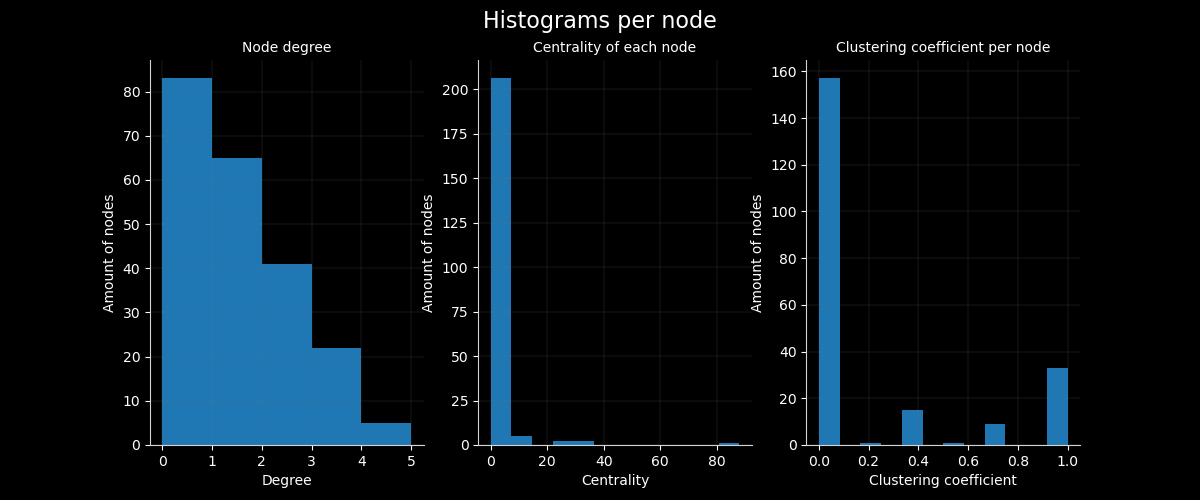 Histograms per node
Node degree
Amount of nodes
80
70
60
50
40
30
20
10
0
0 1 2 3 4 5
Degree
Centrality of each node
Amount of nodes
200
175
150
125
100
75
50
25
0
0 20 40 60 80
Centrality
Clustering coefficient per node
Amount of nodes
160
140
120
100
80
60
40
20
0
0.0 0.2 0.4 0.6 0.8 1.0
Clustering coefficient